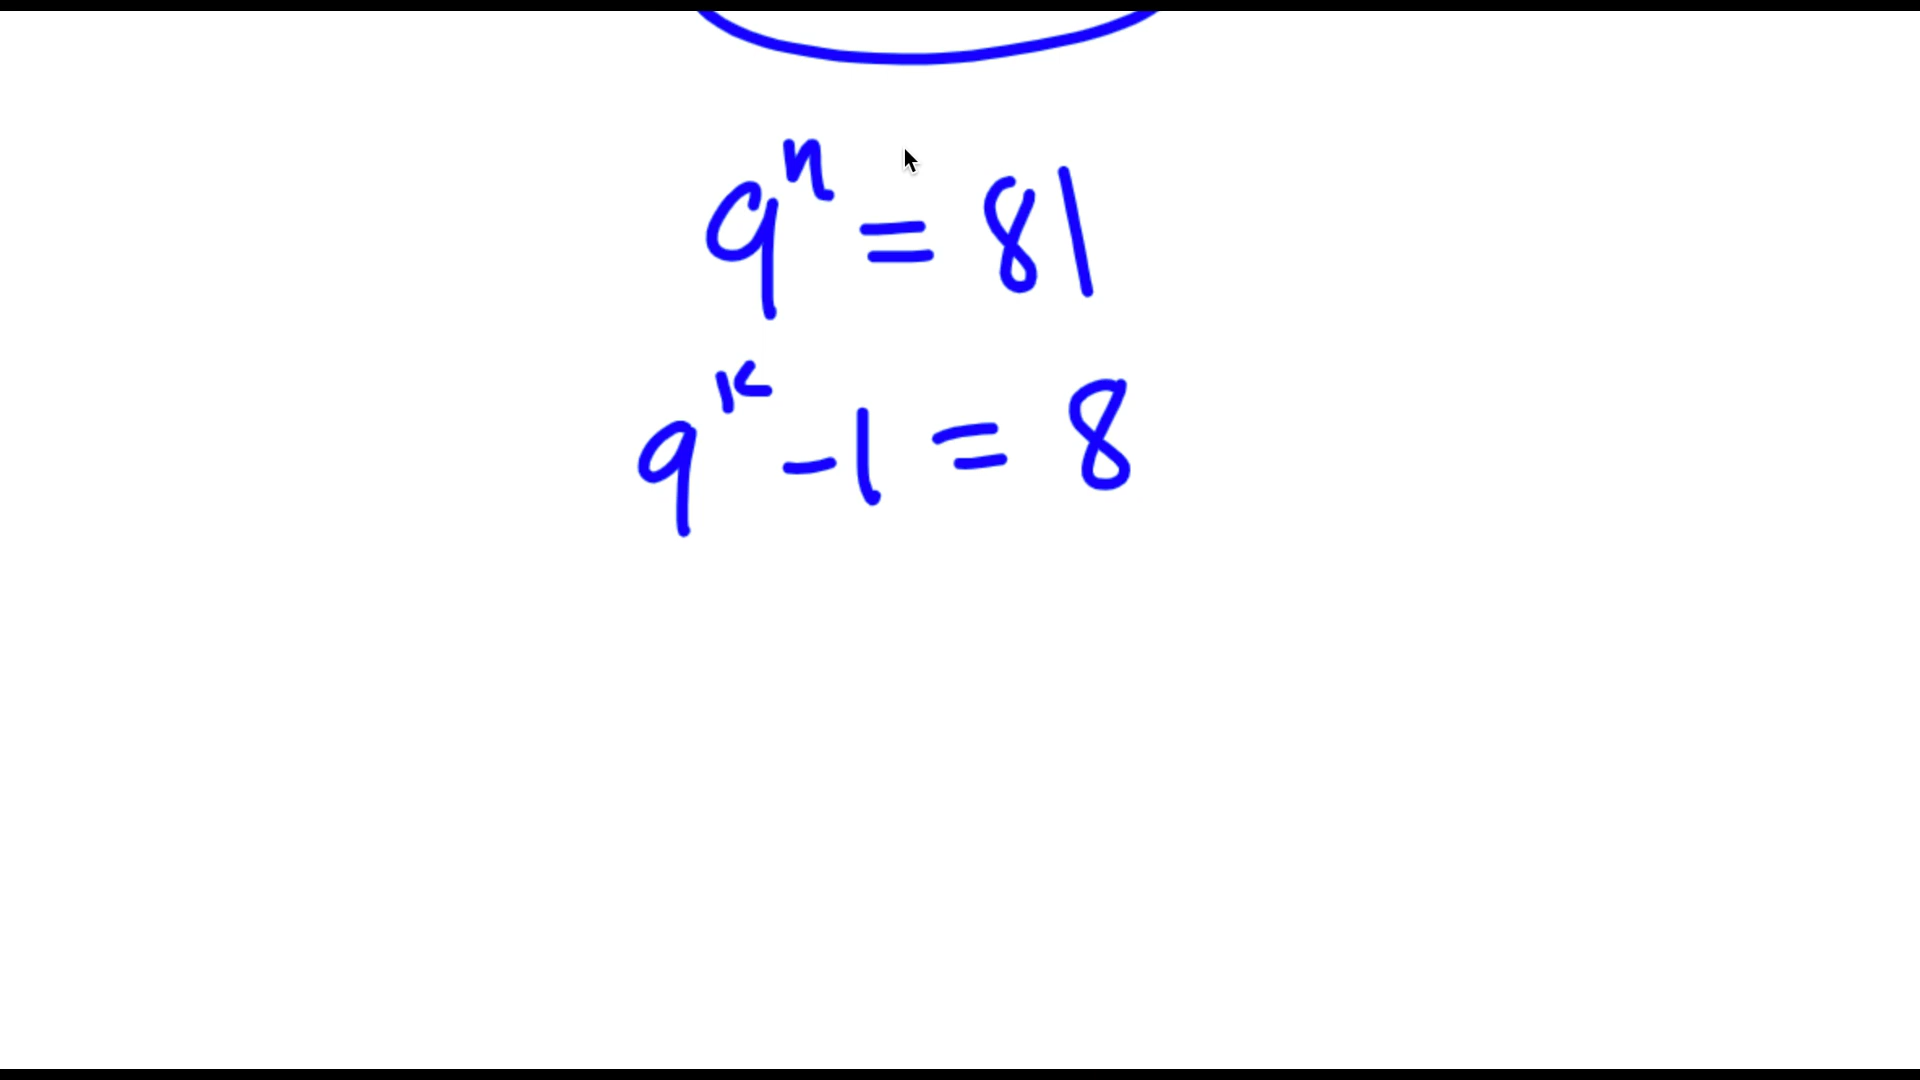 9ⁿ = 81
9ᵏ - 1 = 8